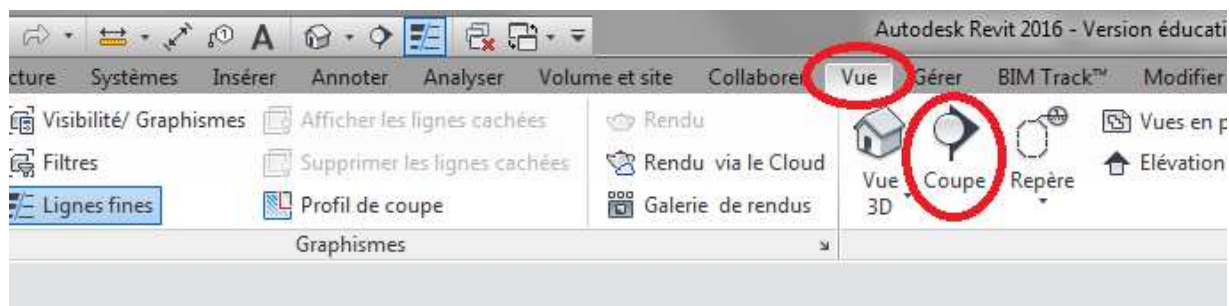 A Autodesk Revit 2016 - Version éducati
cture Systèmes Insérer Annoter Analyser Volume et site Collaborer Vue Gérer BIM Track™ Modifier
Visibilité/ Graphismes Afficher les lignes cachées Rendu Vues en p
Filtres Supprimer les lignes cachées Rendu via le Cloud Elévation
Vue 3D Coupe Repère
Lignes fines Profil de coupe Galerie de rendus
Graphismes